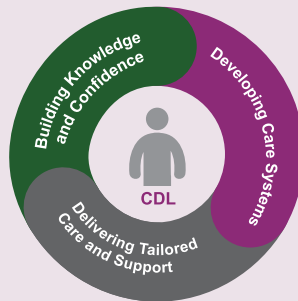 Building Knowledge
and Confidence
Developing Care Systems
Delivering Tailored
Care and Support
CDL